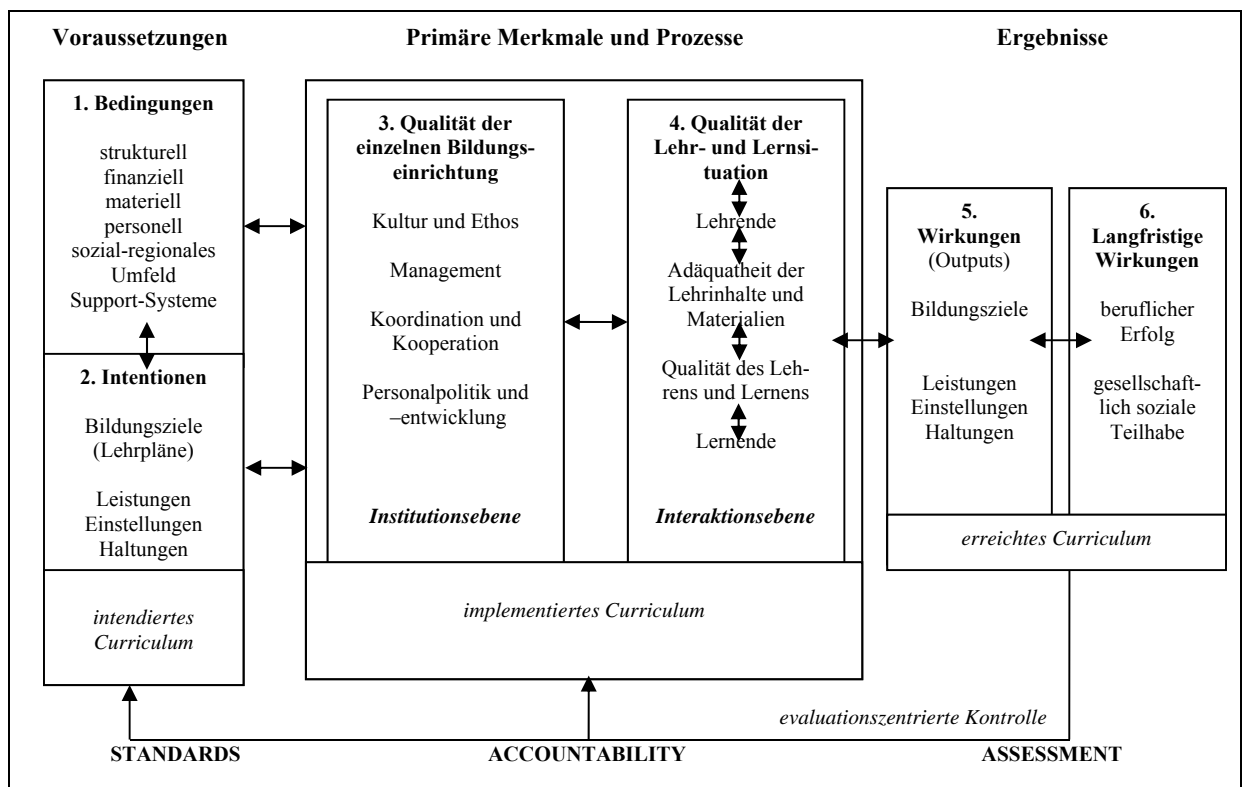 Voraussetzungen
Primäre Merkmale und Prozesse
Ergebnisse
1. Bedingungen
strukturell
finanziell
materiell
personell
sozial-regionales
Umfeld
Support-Systeme
2. Intentionen
Bildungsziele
(Lehrpläne)
Leistungen
Einstellungen
Haltungen
intendiertes
Curriculum
3. Qualität der
einzelnen Bildungs-
einrichtung
Kultur und Ethos
Management
Koordination und
Kooperation
Personalpolitik und
–entwicklung
Institutionsebene
4. Qualität der
Lehr- und Lernsi-
tuation
Lehrende
Adäquatheit der
Lehrinhalte und
Materialien
Qualität des Leh-
rens und Lernens
Lernende
Interaktionsebene
implementiertes Curriculum
5.
Wirkungen
(Outputs)
Bildungsziele
Leistungen
Einstellungen
Haltungen
6.
Langfristige
Wirkungen
beruflicher
Erfolg
gesellschaft-
lich soziale
Teilhabe
erreichtes Curriculum
evaluationszentrierte Kontrolle
STANDARDS
ACCOUNTABILITY
ASSESSMENT